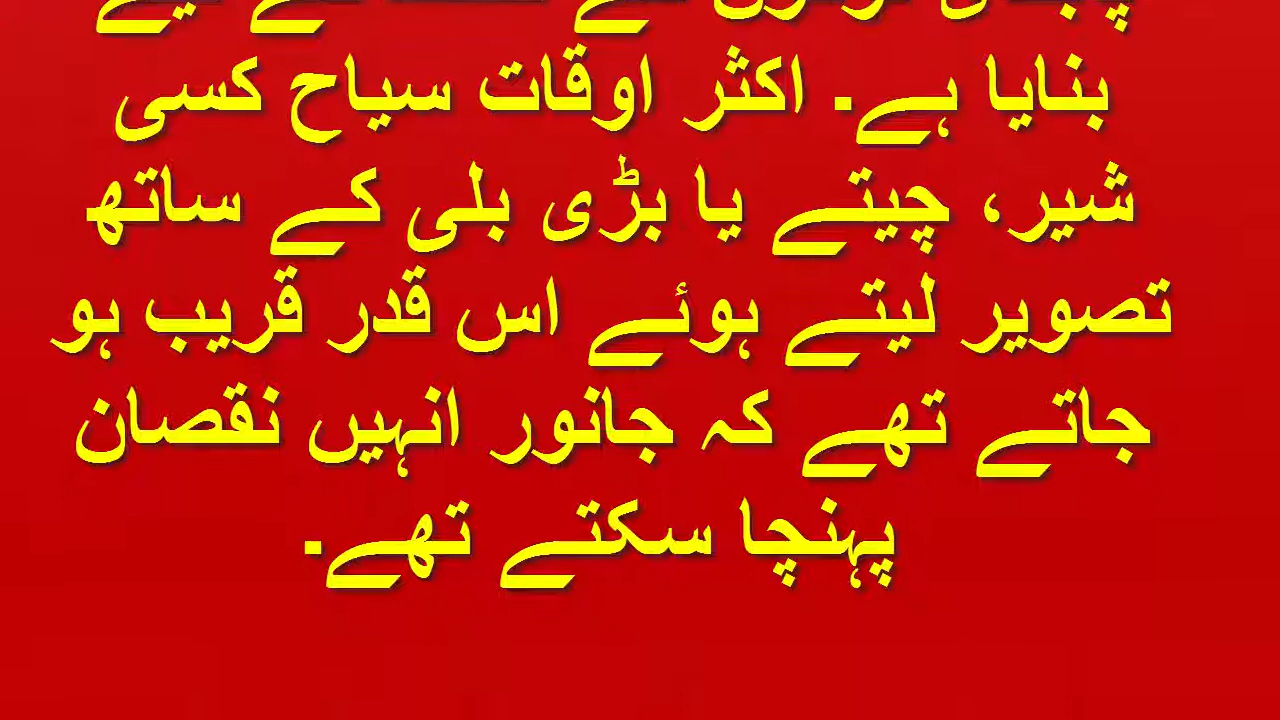 بنایا ہے۔ اکثر اوقات سیاح کسی
شیر، چیتے یا بڑی بلی کے ساتھ
تصویر لیتے ہوئے اس قدر قریب ہو
جاتے تھے کہ جانور انہیں نقصان
پہنچا سکتے تھے۔